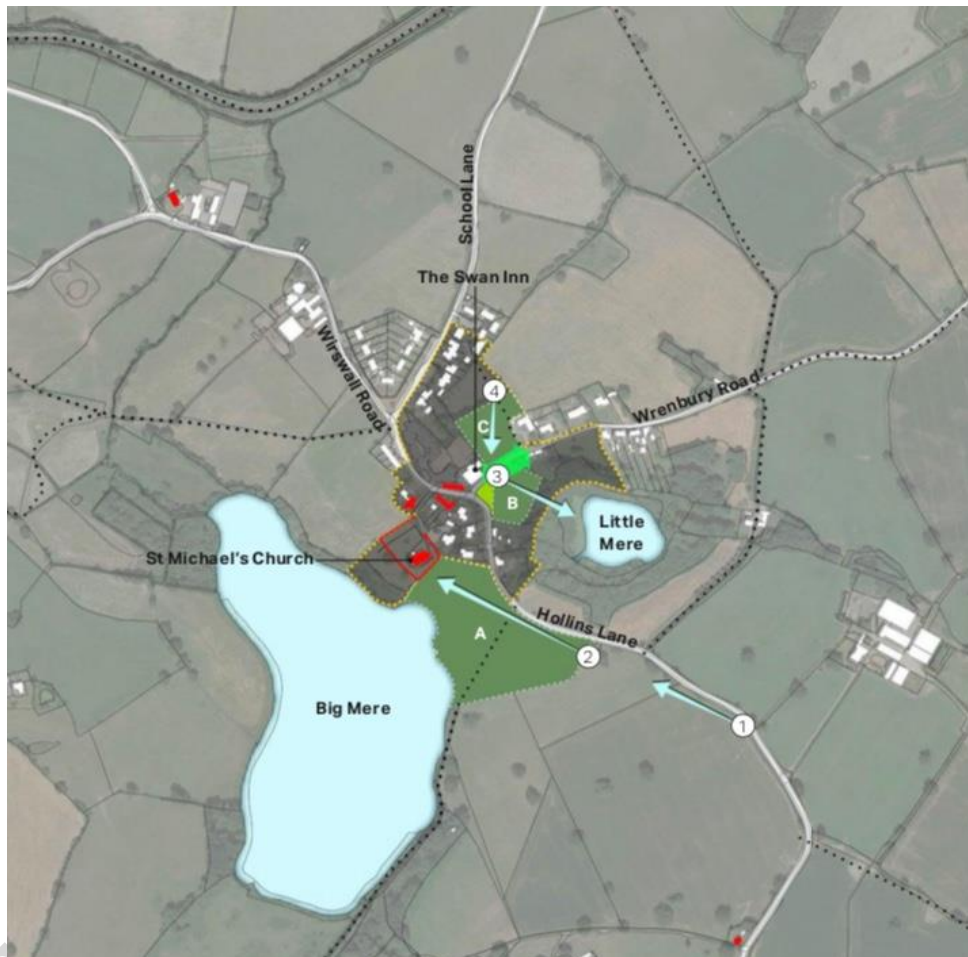 School Lane
The Swan Inn
Wirswall Road
4
Wrenbury Road
C
3
B
Little
Mere
St Michael's Church
Hollins Lane
A
2
Big Mere
1